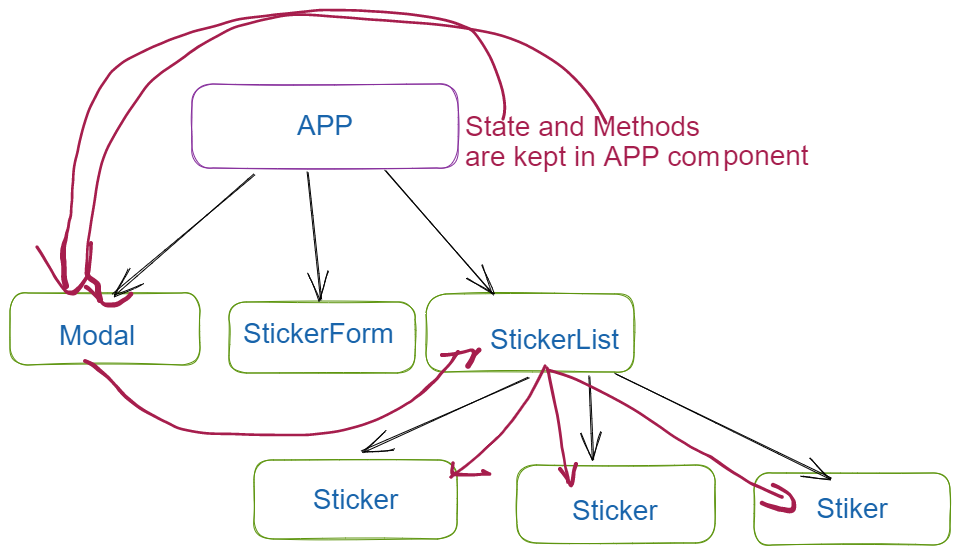 APP
State and Methods
are kept in APP component
Modal
StickerForm
StickerList
Sticker
Sticker
Stiker